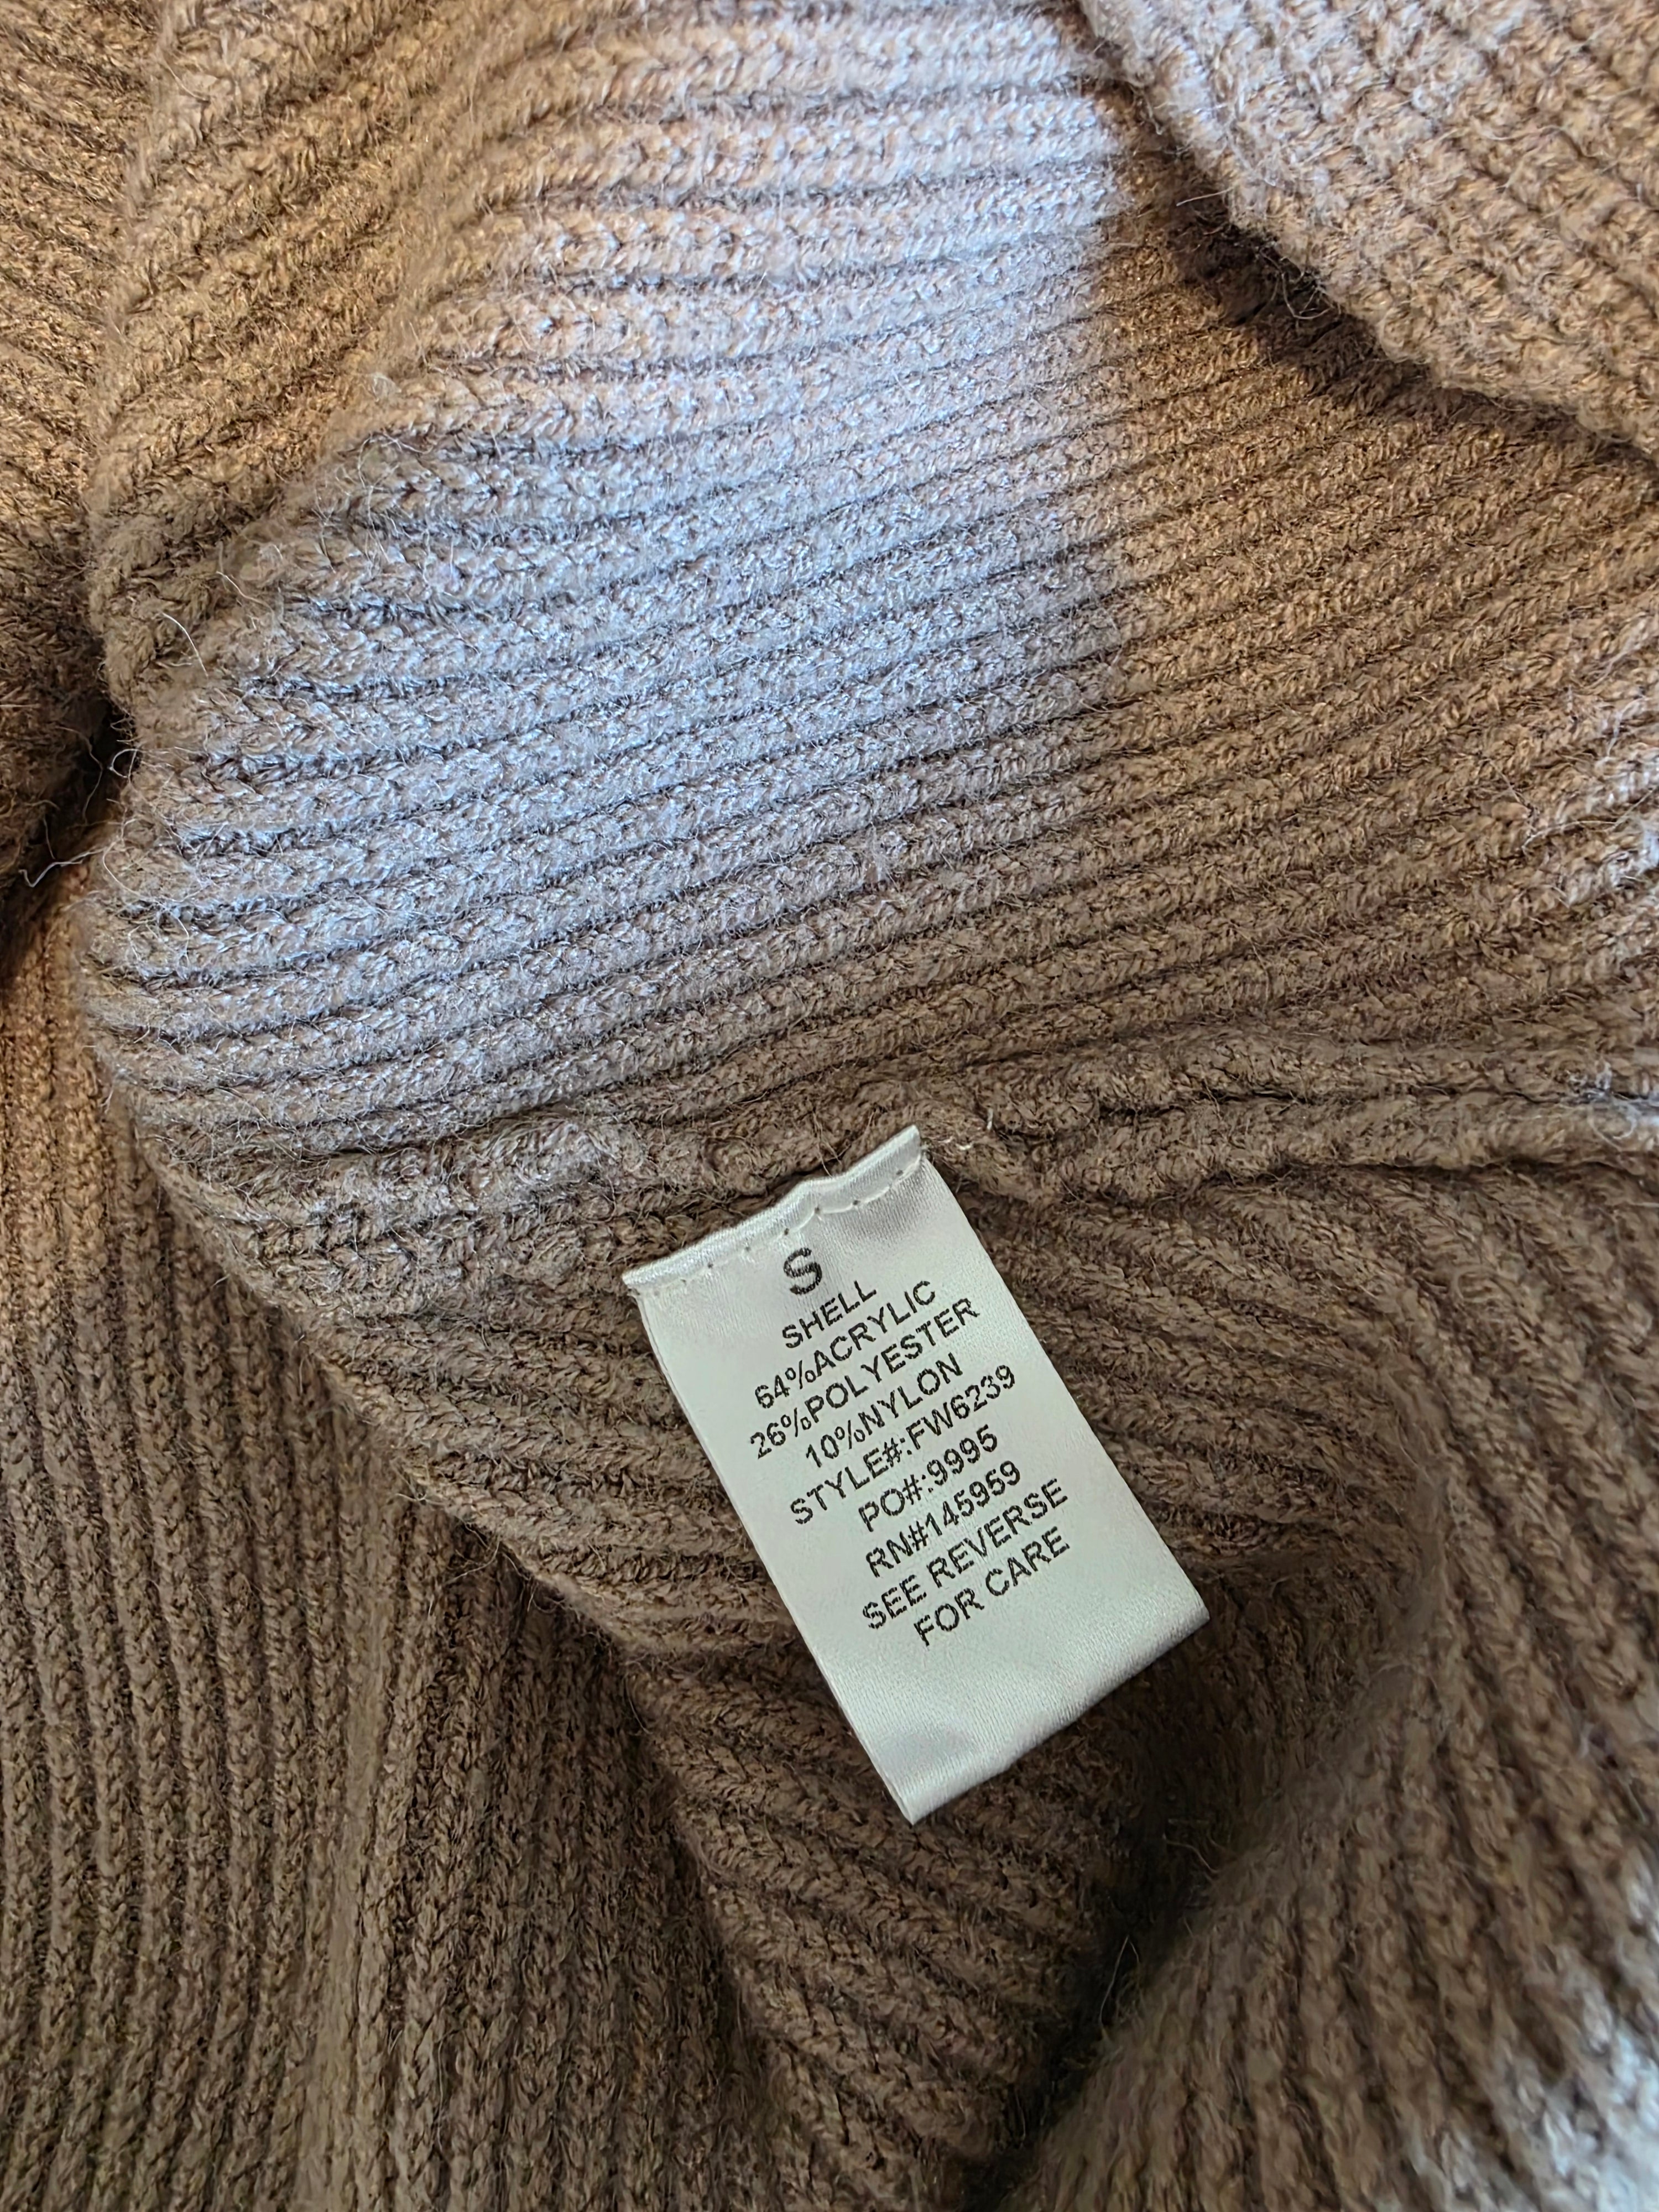 S
SHELL
64%ACRYLIC
26%POLYESTER
10%NYLON
STYLE#:FW6239
PO#:9995
RN#145959
SEE REVERSE
FOR CARE